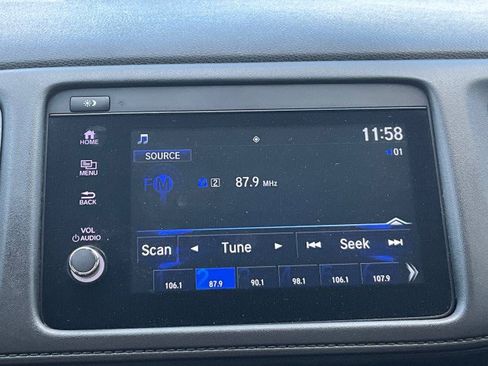 HOME
MENU
BACK
VOL
AUDIO
11:58
SOURCE
01
FM 2 87.9 MHz
Scan Tune Seek
106.1 2 87.9 90.1 98.1 106.1 107.9